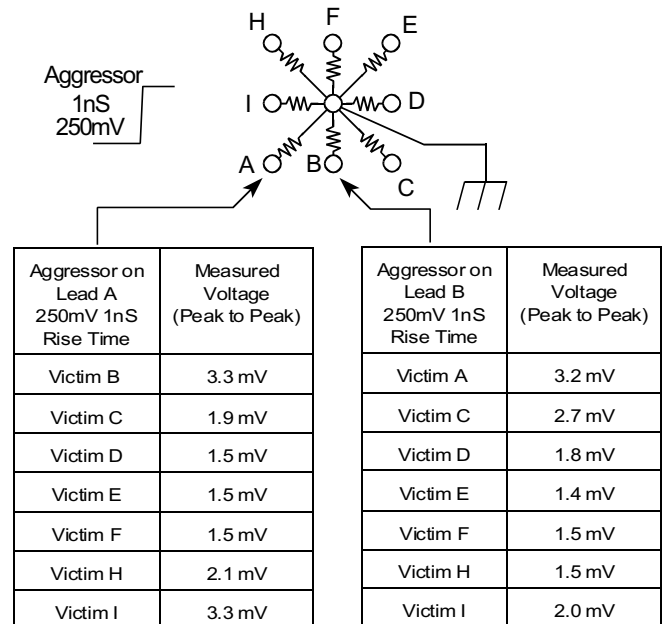 H F E
Aggressor
1nS
250mV
I D
A B C
Aggressor on Lead A 250mV 1nS Rise Time Measured Voltage (Peak to Peak)
Victim B 3.3 mV
Victim C 1.9 mV
Victim D 1.5 mV
Victim E 1.5 mV
Victim F 1.5 mV
Victim H 2.1 mV
Victim I 3.3 mV
Aggressor on Lead B 250mV 1nS Rise Time Measured Voltage (Peak to Peak)
Victim A 3.2 mV
Victim C 2.7 mV
Victim D 1.8 mV
Victim E 1.4 mV
Victim F 1.5 mV
Victim H 1.5 mV
Victim I 2.0 mV